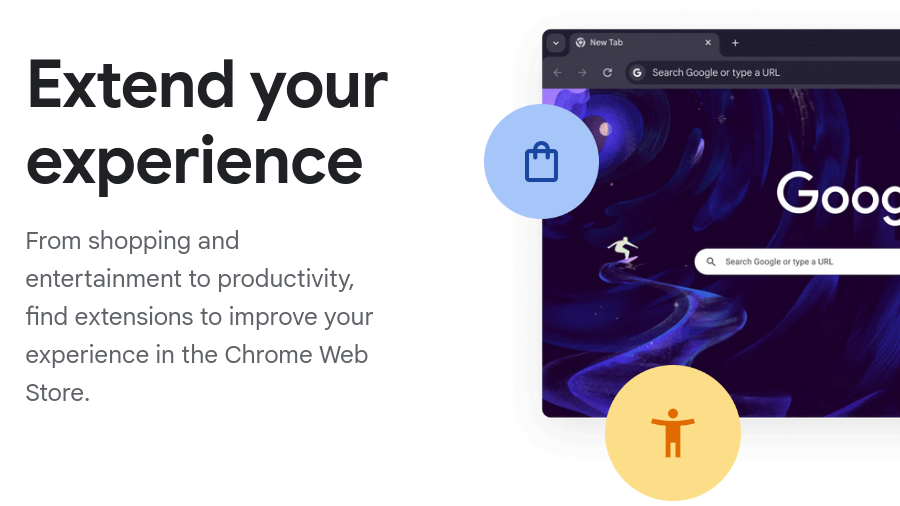 Extend your
experience
From shopping and
entertainment to productivity,
find extensions to improve your
experience in the Chrome Web
Store.
New Tab
Search Google or type a URL
Goog
Search Google or type a URL